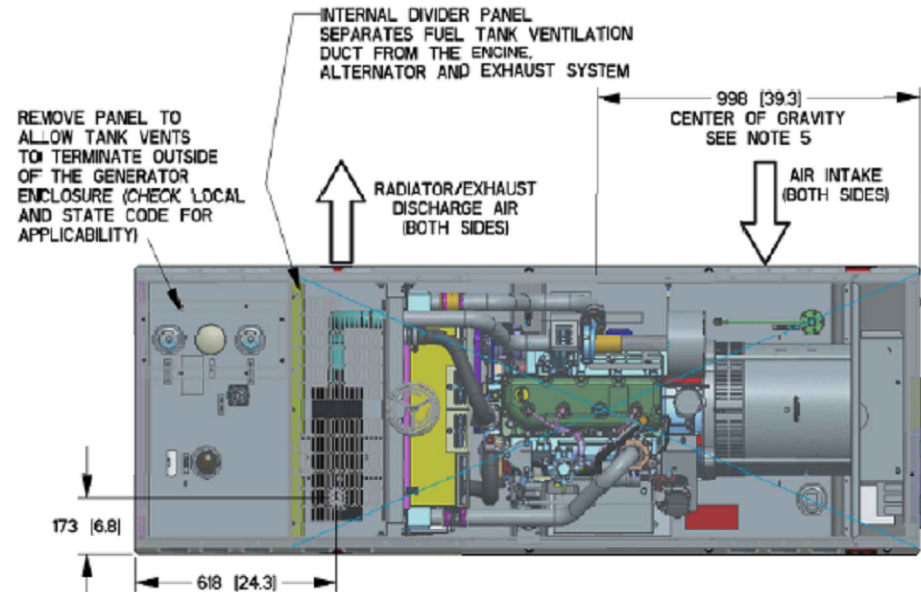 INTERNAL DIVIDER PANEL
SEPARATES FUEL TANK VENTILATION
DUCT FROM THE ENGINE,
ALTERNATOR AND EXHAUST SYSTEM
998 [39.3]
CENTER OF GRAVITY
SEE NOTE 5
REMOVE PANEL TO
ALLOW TANK VENTS
TO TERMINATE OUTSIDE
OF THE GENERATOR
ENCLOSURE (CHECK LOCAL
AND STATE CODE FOR
APPLICABILITY)
RADIATOR/EXHAUST
DISCHARGE AIR
(BOTH SIDES)
AIR INTAKE
(BOTH SIDES)
173 [6.8]
618 [24.3]